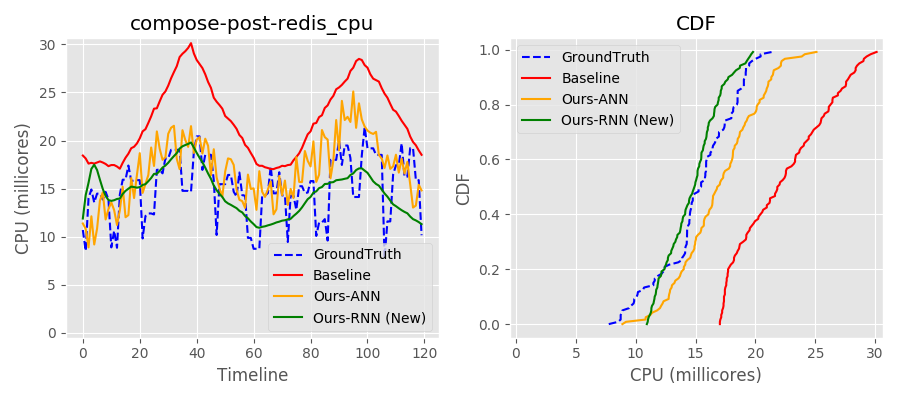 compose-post-redis_cpu
CPU (millicores)
30
25
20
15
10
5
0
0 20 40 60 80 100 120
Timeline
GroundTruth
Baseline
Ours-ANN
Ours-RNN (New)
CDF
CDF
1.0
0.8
0.6
0.4
0.2
0.0
0 5 10 15 20 25 30
CPU (millicores)
GroundTruth
Baseline
Ours-ANN
Ours-RNN (New)